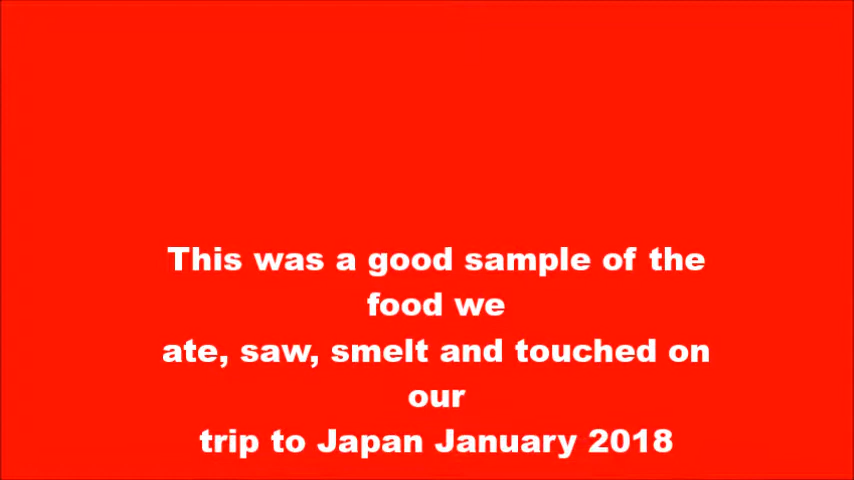 This was a good sample of the
food we
ate, saw, smelt and touched on
our
trip to Japan January 2018